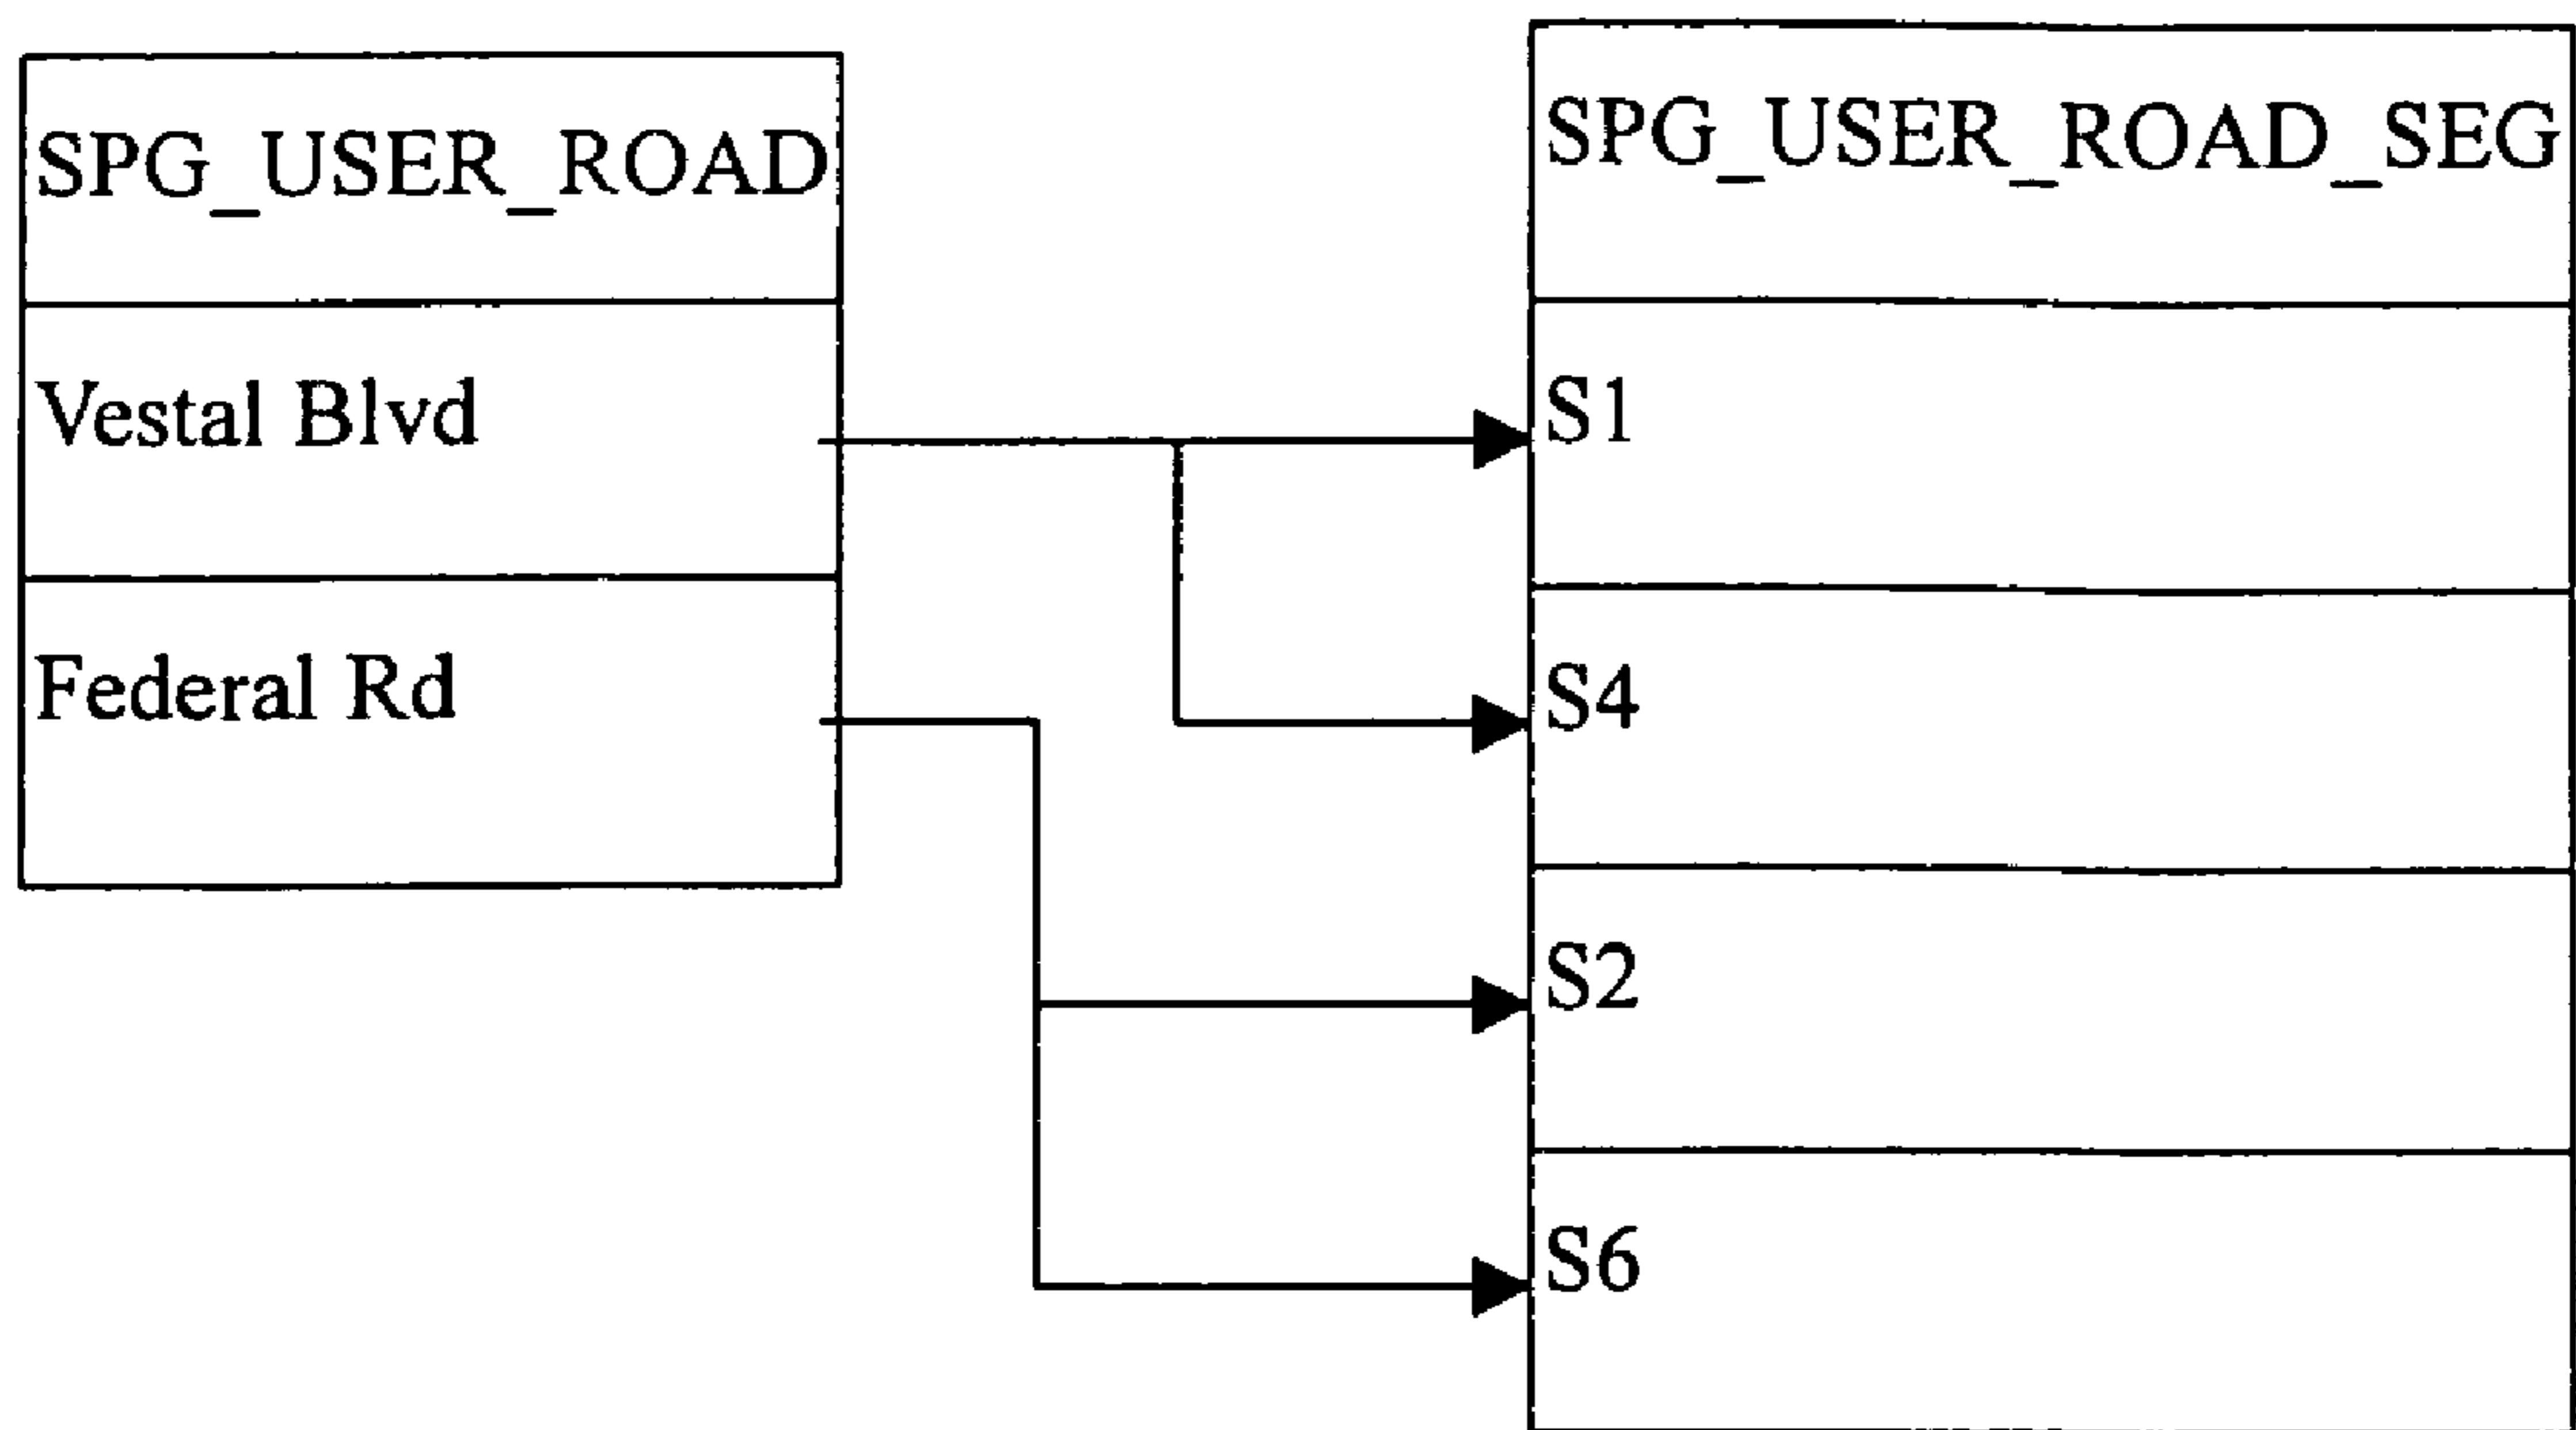 SPG_USER_ROAD
Vestal Blvd
Federal Rd
SPG_USER_ROAD_SEG
S1
S4
S2
S6